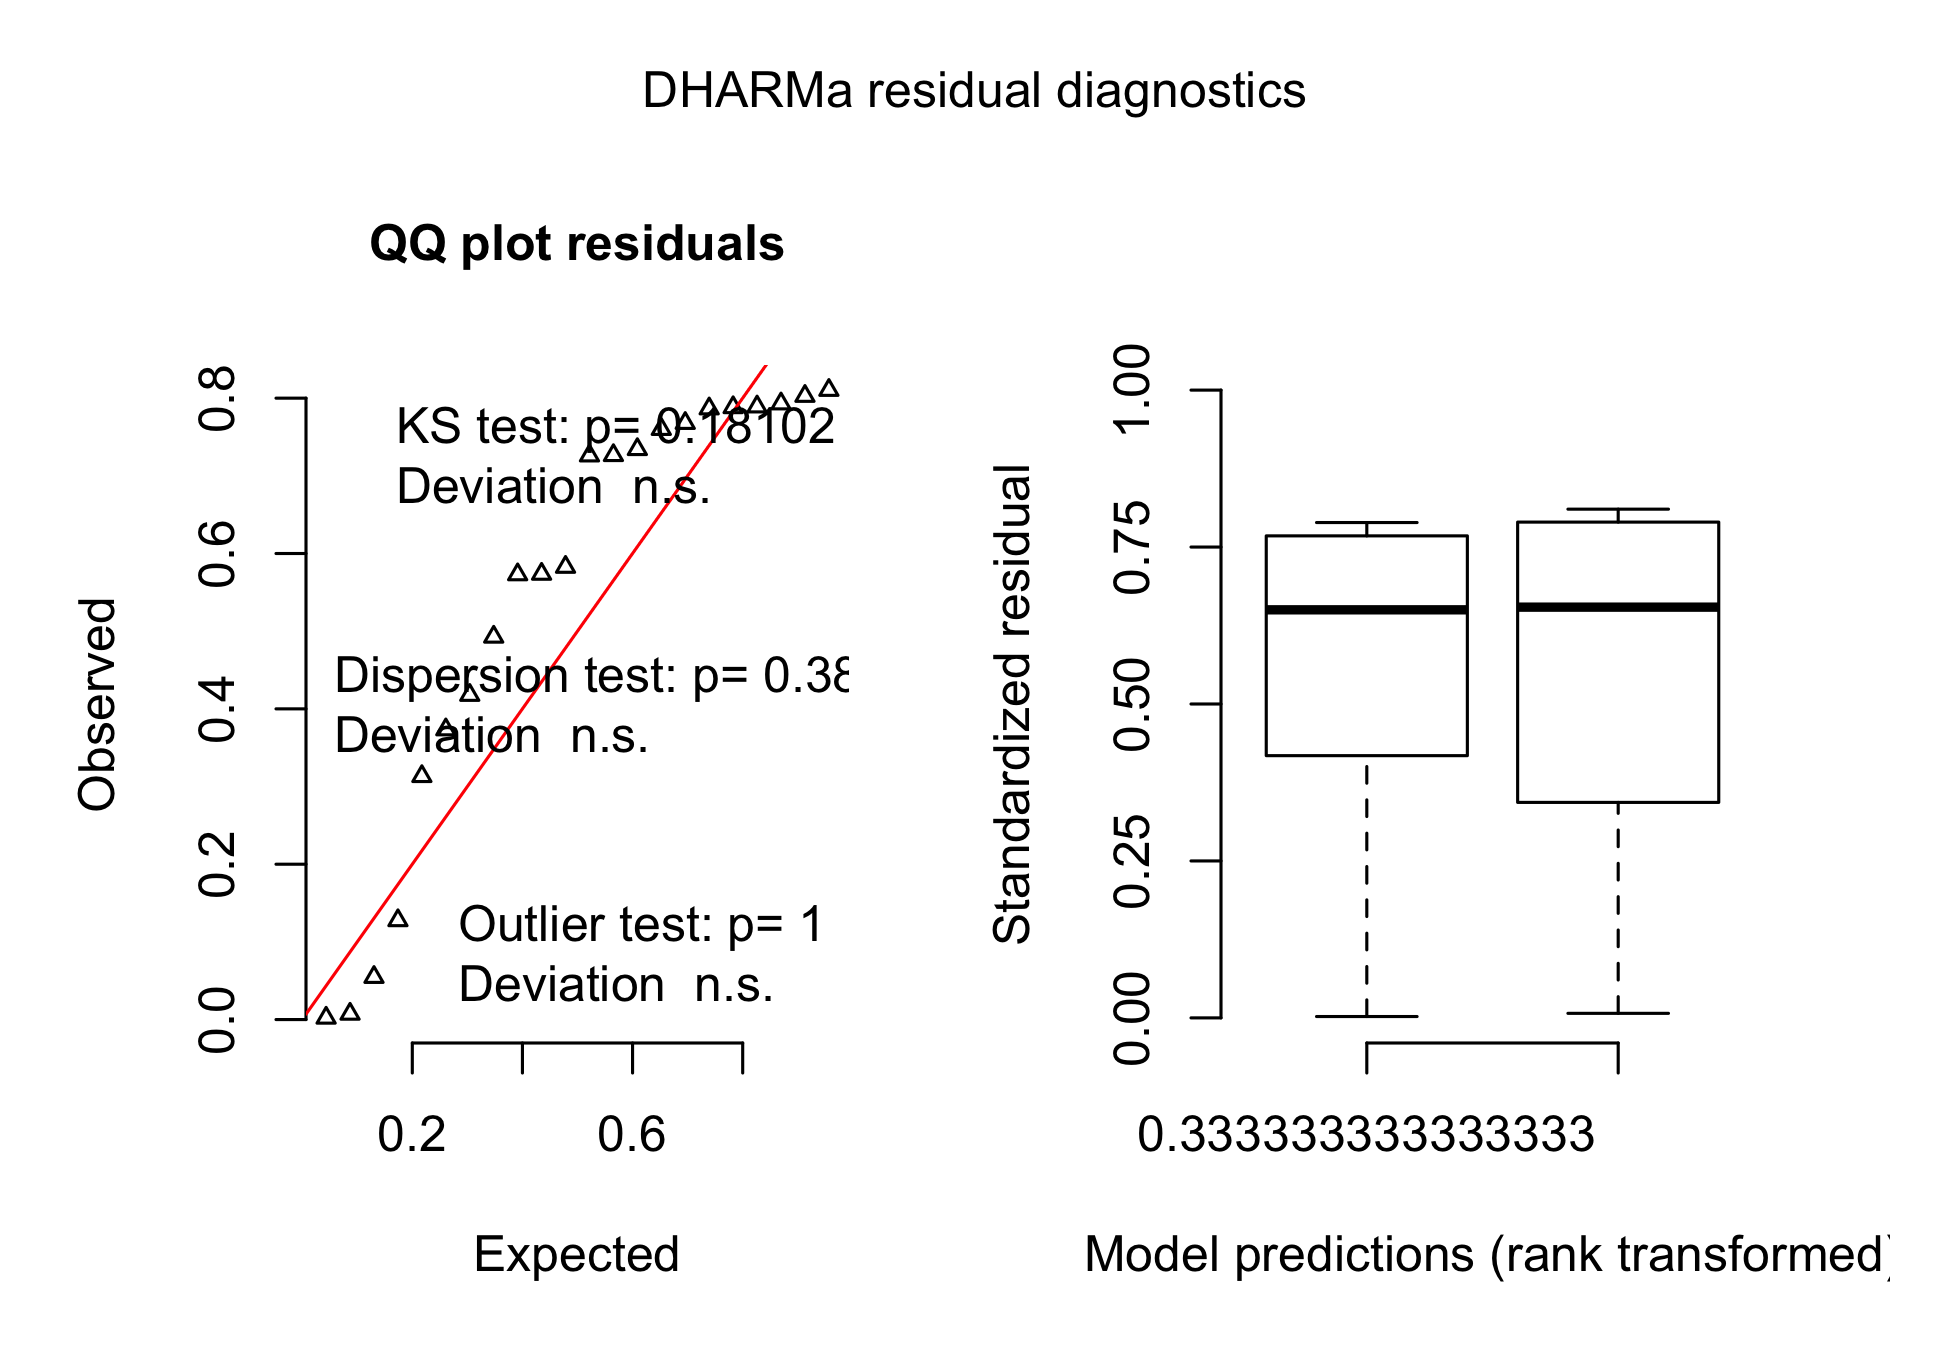 DHARMa residual diagnostics
QQ plot residuals
Observed
0.0 0.2 0.4 0.6 0.8
KS test: p= 0.18102
Deviation n.s.
Dispersion test: p= 0.38
Deviation n.s.
Outlier test: p= 1
Deviation n.s.
0.2 0.6
Expected
Standardized residual
0.00 0.25 0.50 0.75 1.00
0.333333333333333
Model predictions (rank transformed)